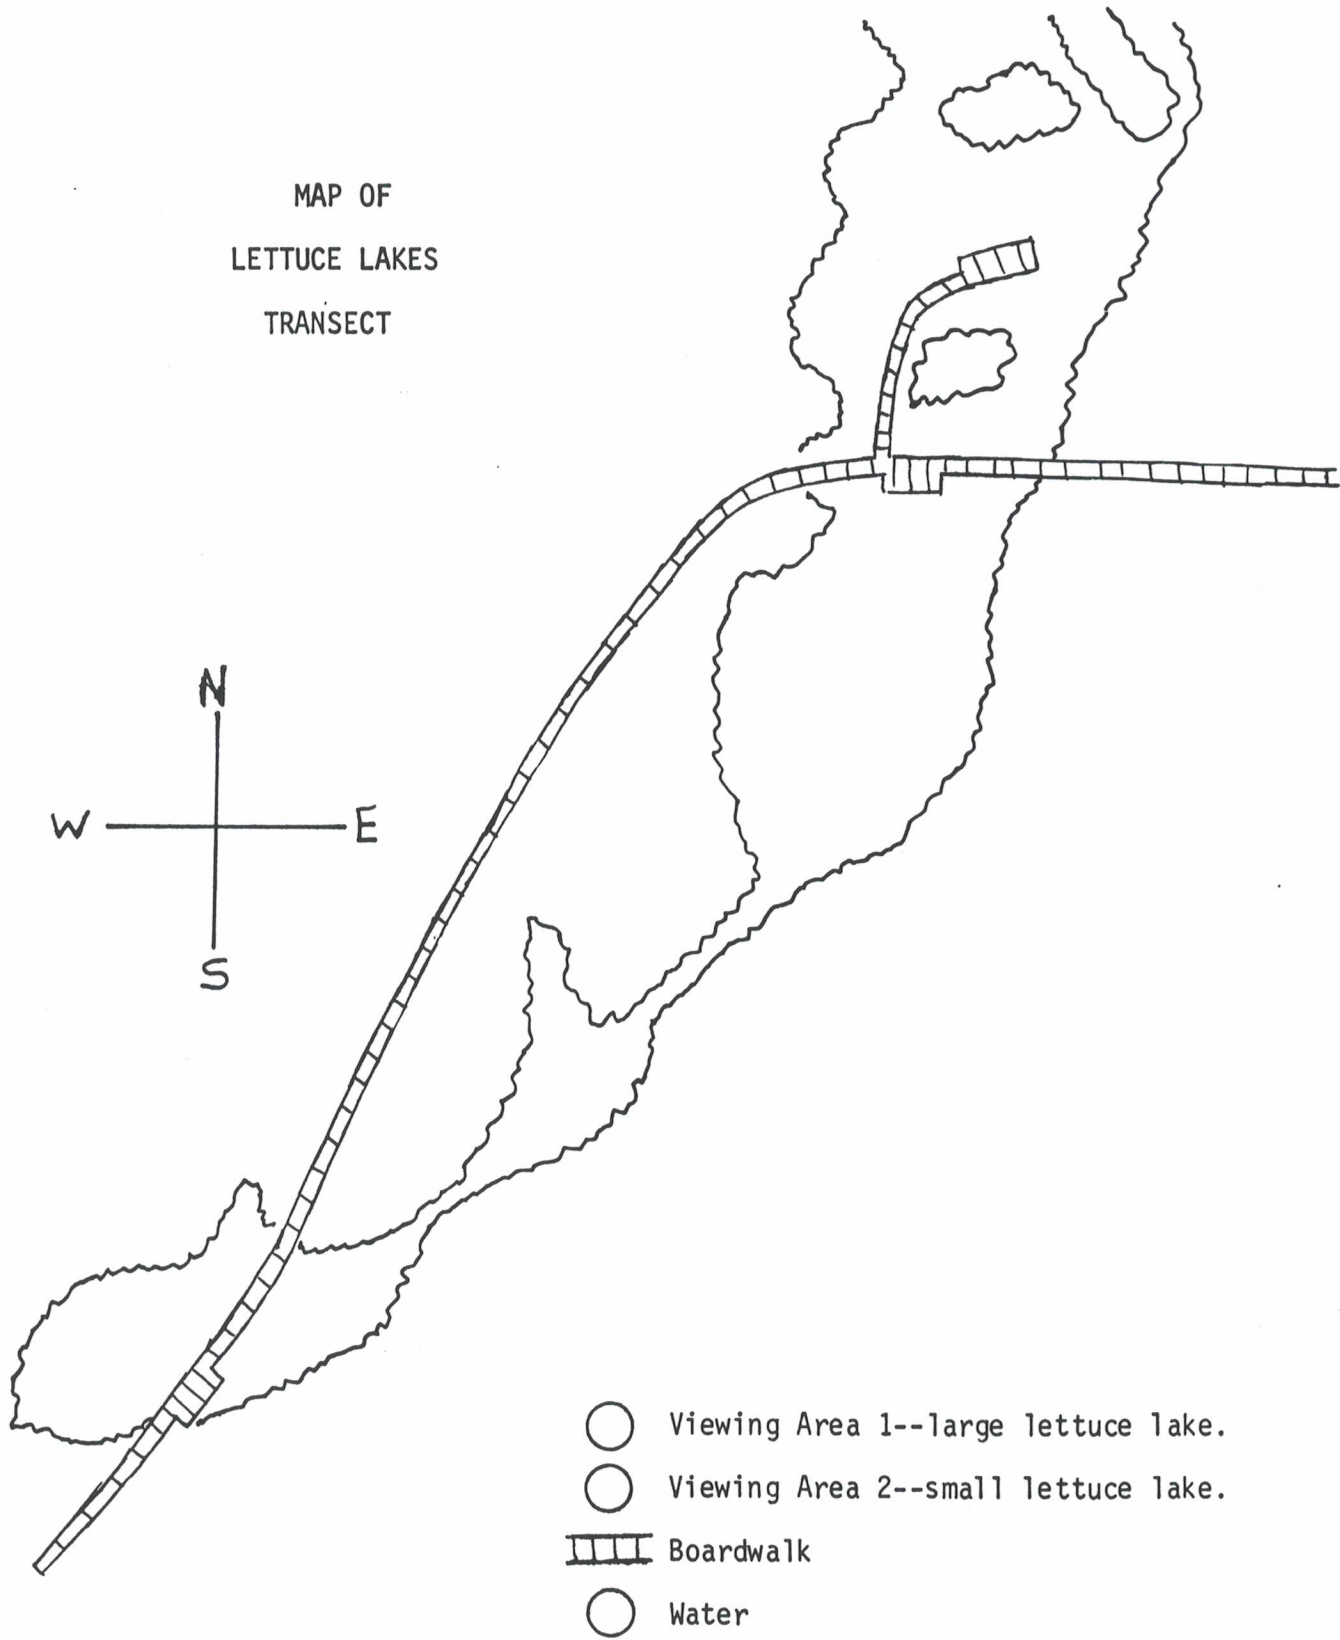 MAP OF
LETTUCE LAKES
TRANSECT
N
W E
S
Viewing Area 1--large lettuce lake.
Viewing Area 2--small lettuce lake.
Boardwalk
Water